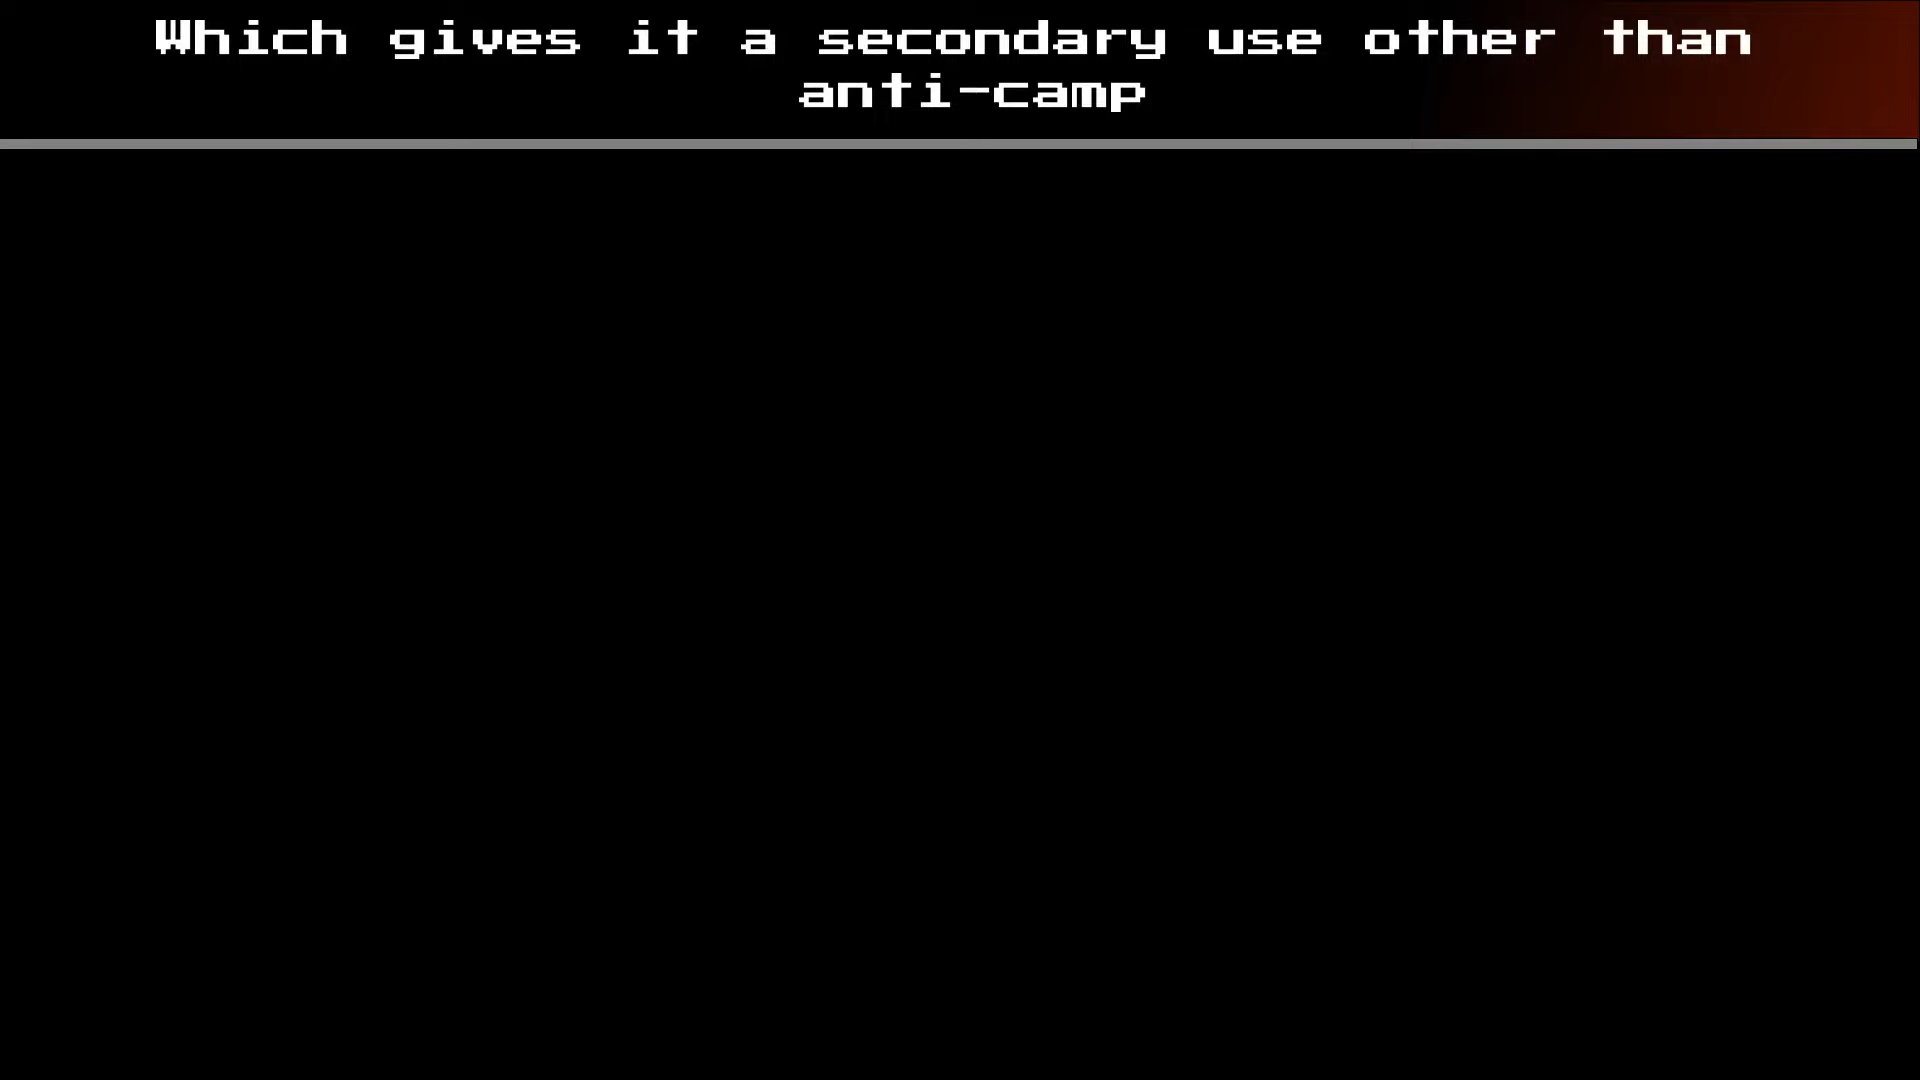 Which gives it a secondary use other than
anti-camp